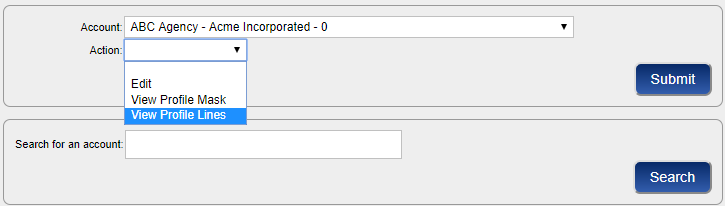 Account: ABC Agency - Acme Incorporated - 0
Action:
Edit
View Profile Mask
View Profile Lines
Submit
Search for an account:
Search